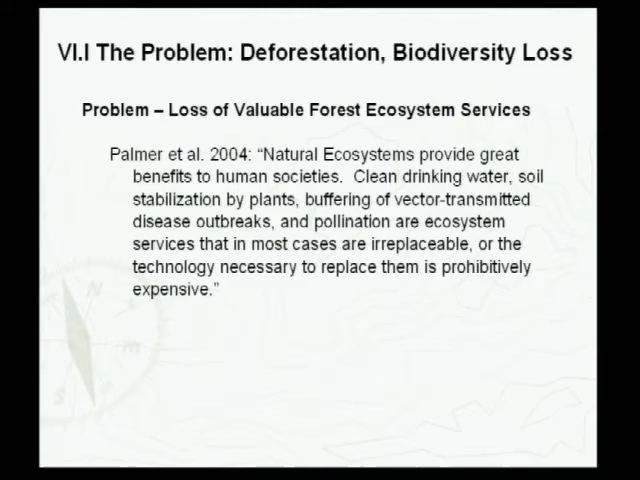 VI.I The Problem: Deforestation, Biodiversity Loss
Problem – Loss of Valuable Forest Ecosystem Services
Palmer et al. 2004: “Natural Ecosystems provide great
benefits to human societies.  Clean drinking water, soil
stabilization by plants, buffering of vector-transmitted
disease outbreaks, and pollination are ecosystem
services that in most cases are irreplaceable, or the
technology necessary to replace them is prohibitively
expensive.”
N
S